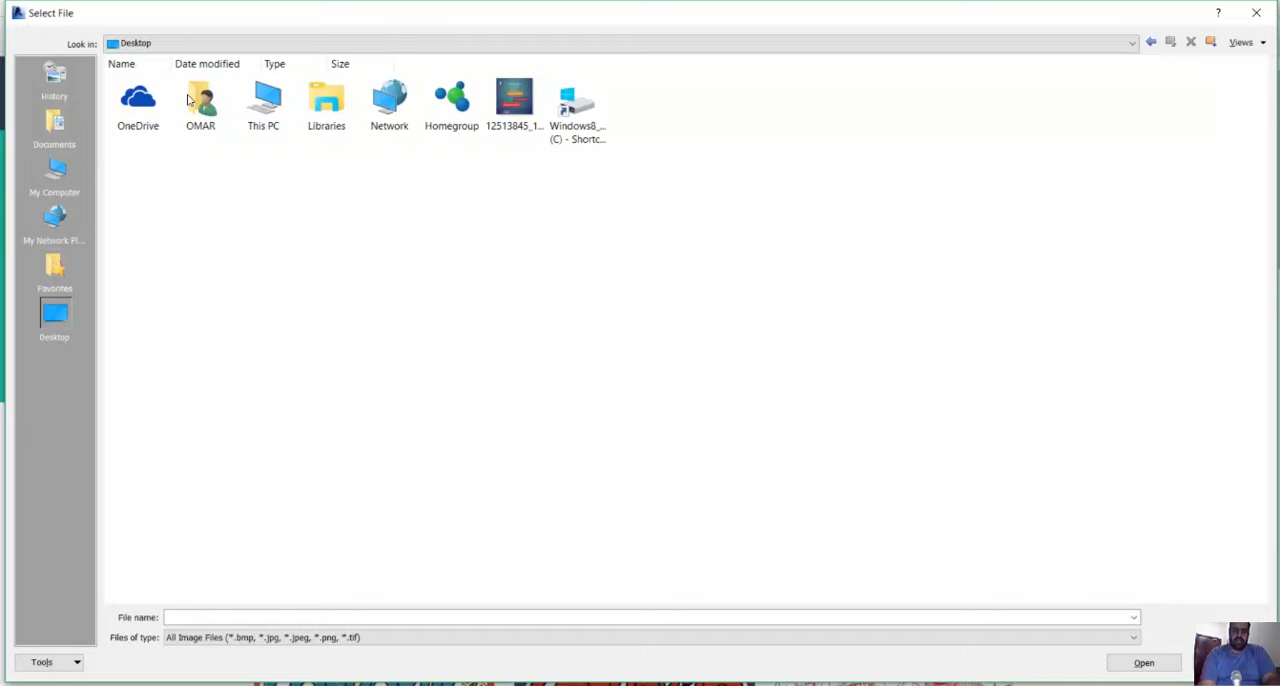 Select File
?
Look in:
Desktop
Views
Name
Date modified
Type
Size
History
Documents
My Computer
My Network Pl...
Favorites
Desktop
OneDrive
OMAR
This PC
Libraries
Network
Homegroup
12513845_1...
Windows8_...
(C) - Shortc...
File name:
Files of type:
All Image Files (*.bmp, *.jpg, *.jpeg, *.png, *.tif)
Tools
Open